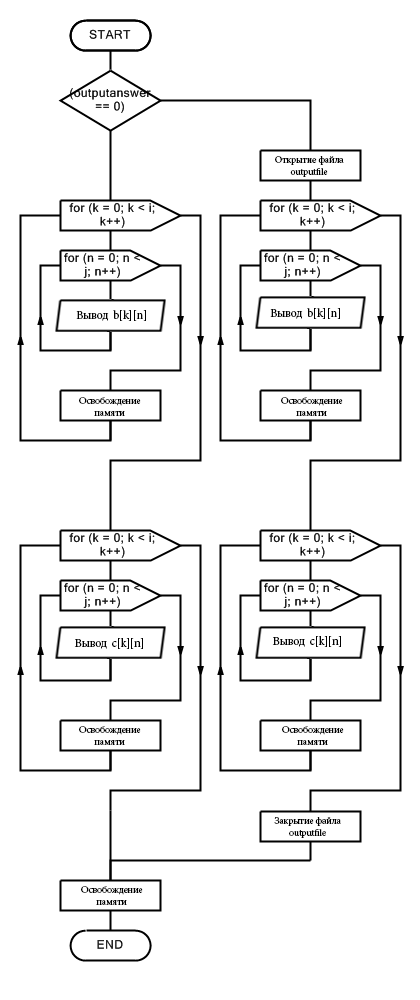 START
(outputanswer
== 0)
Открытие файла
outputfile
for (k = 0; k < i;
k++)
for (n = 0; n <
j; n++)
Вывод b[k][n]
Освобождение
памяти
for (k = 0; k < i;
k++)
for (n = 0; n <
j; n++)
Вывод b[k][n]
Освобождение
памяти
for (k = 0; k < i;
k++)
for (n = 0; n <
j; n++)
Вывод c[k][n]
Освобождение
памяти
for (k = 0; k < i;
k++)
for (n = 0; n <
j; n++)
Вывод c[k][n]
Освобождение
памяти
Закрытие файла
outputfile
Освобождение
памяти
END